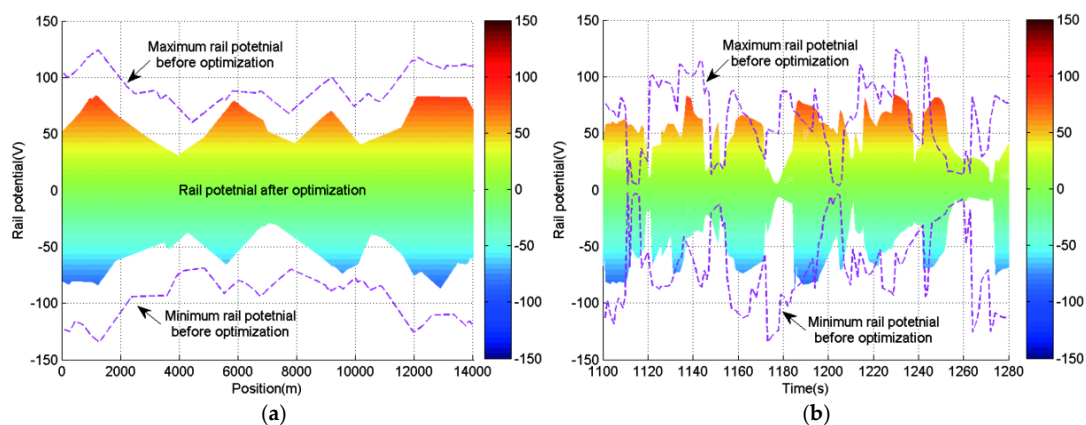 150
100
50
0
-50
-100
-150
Rail potential(V)
Maximum rail potetnial
before optimization
Rail potetnial after optimization
Minimum rail potetnial
before optimization
0 2000 4000 6000 8000 10000 12000 14000
Position(m)
150
100
50
0
-50
-100
-150
(a)
150
100
50
0
-50
-100
-150
Rail potential(V)
Maximum rail potetnial
before optimization
Minimum rail potetnial
before optimization
1100 1120 1140 1160 1180 1200 1220 1240 1260 1280
Time(s)
150
100
50
0
-50
-100
-150
(b)